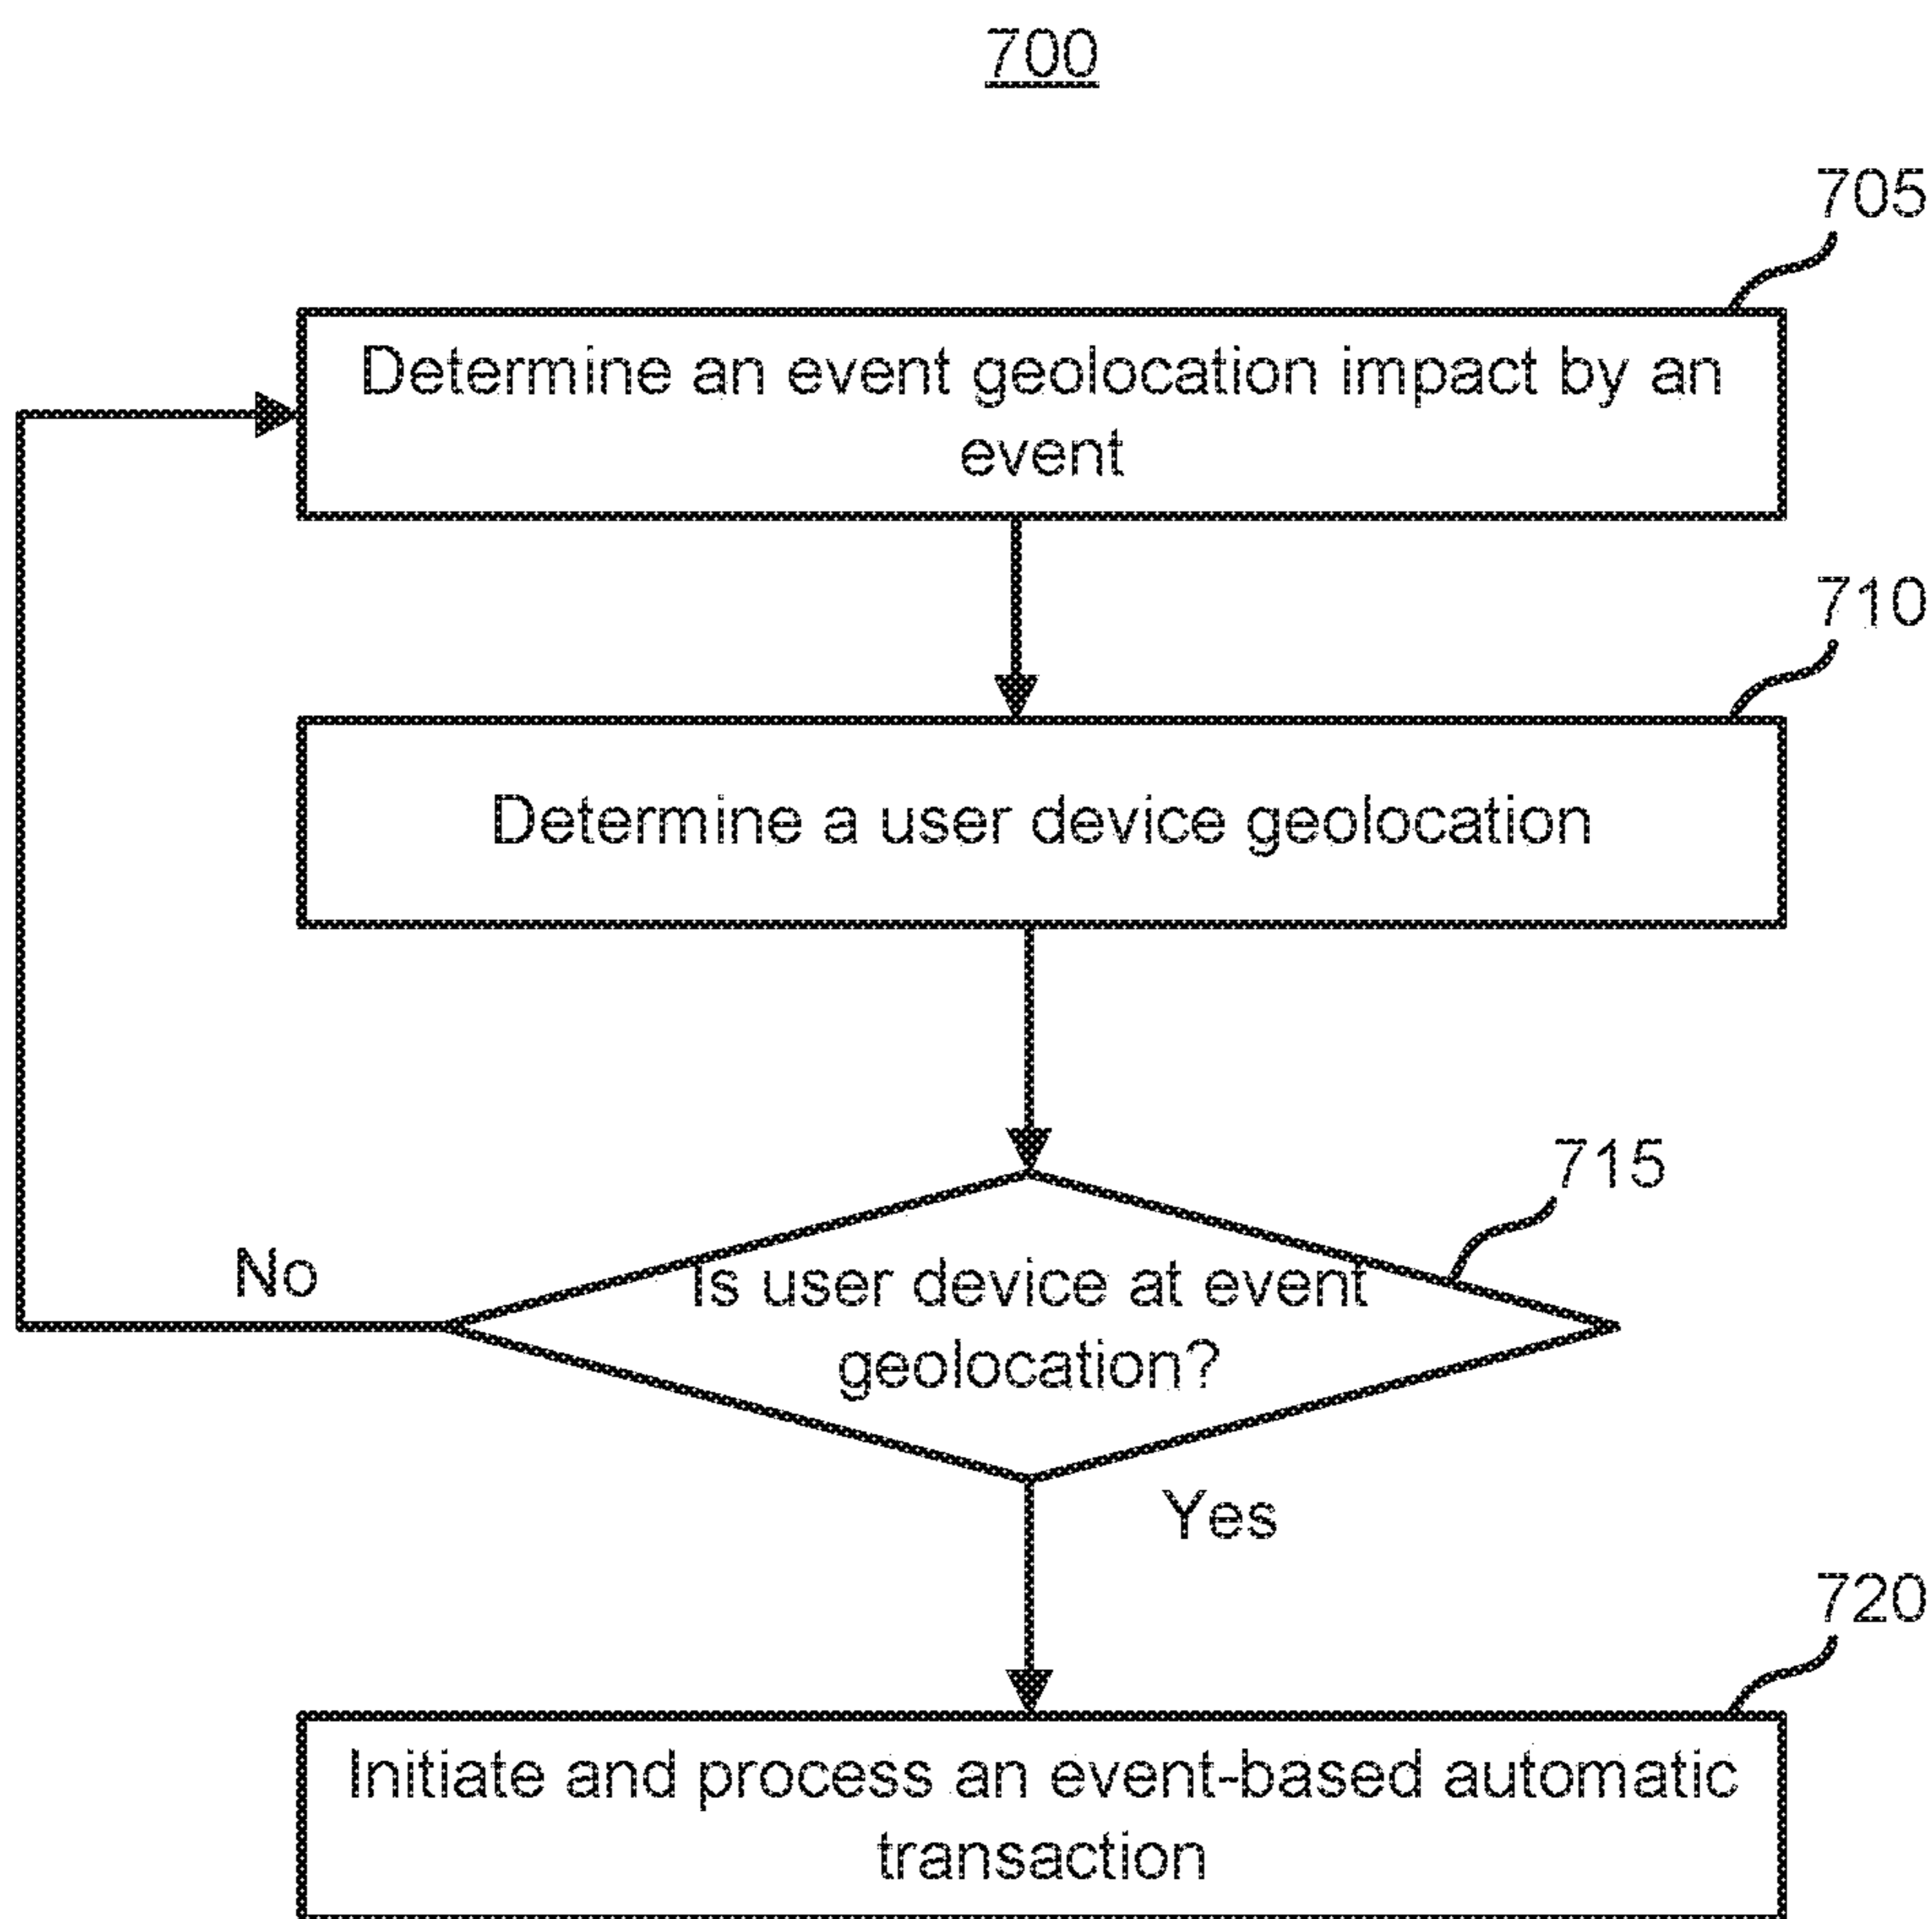 700
705
Determine an event geolocation impact by an
event
710
Determine a user device geolocation
715
Is user device at event
geolocation?
No
Yes
720
Initiate and process an event-based automatic
transaction